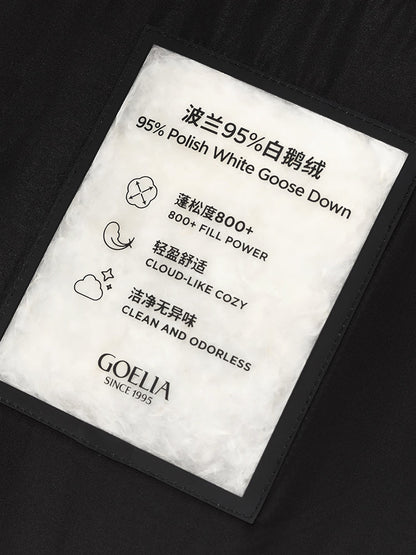 波兰95%白鹅绒
95% Polish White Goose Down
蓬松度800+
800+ FILL POWER
轻盈舒适
CLOUD-LIKE COZY
洁净无异味
CLEAN AND ODORLESS
GOELIA
SINCE 1995